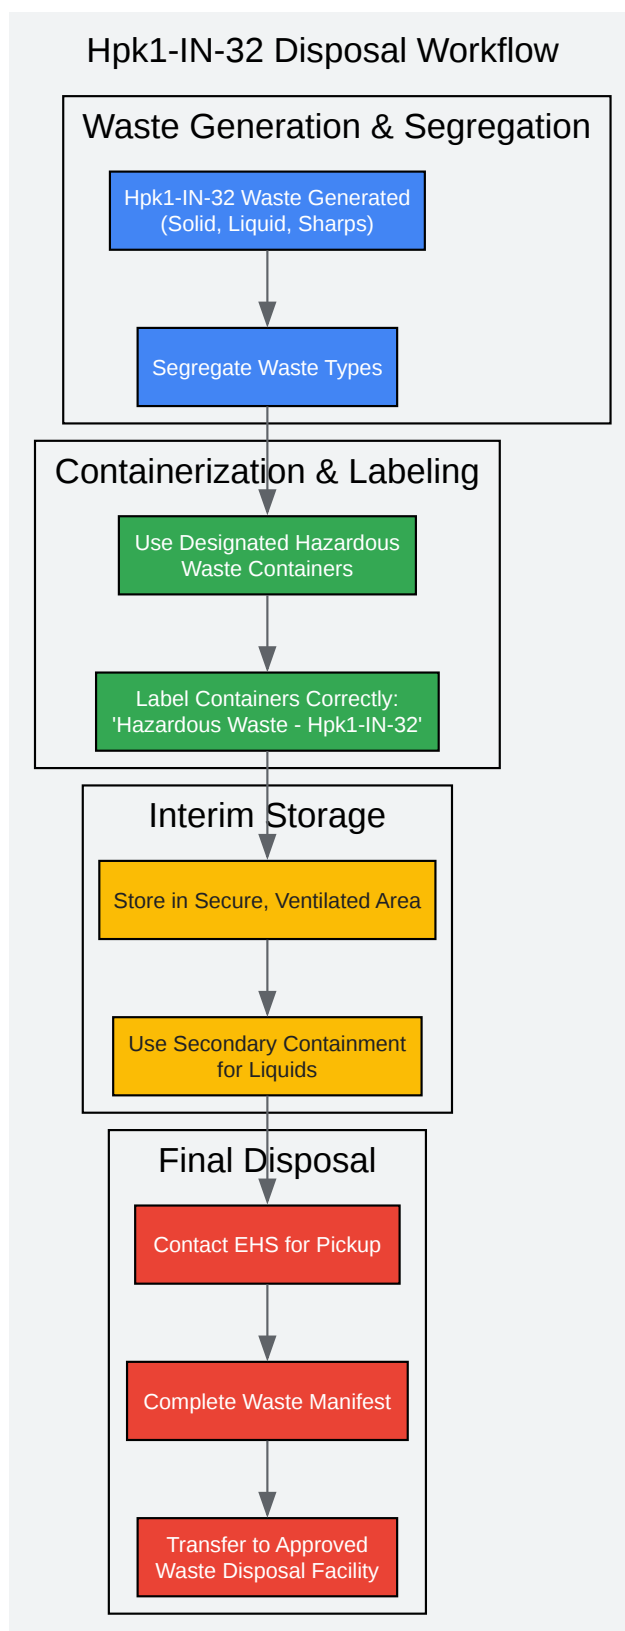 Hpk1-IN-32 Disposal Workflow
Waste Generation & Segregation
Hpk1-IN-32 Waste Generated
(Solid, Liquid, Sharps)
Segregate Waste Types
Containerization & Labeling
Use Designated Hazardous
Waste Containers
Label Containers Correctly:
'Hazardous Waste - Hpk1-IN-32'
Interim Storage
Store in Secure, Ventilated Area
Use Secondary Containment
for Liquids
Final Disposal
Contact EHS for Pickup
Complete Waste Manifest
Transfer to Approved
Waste Disposal Facility